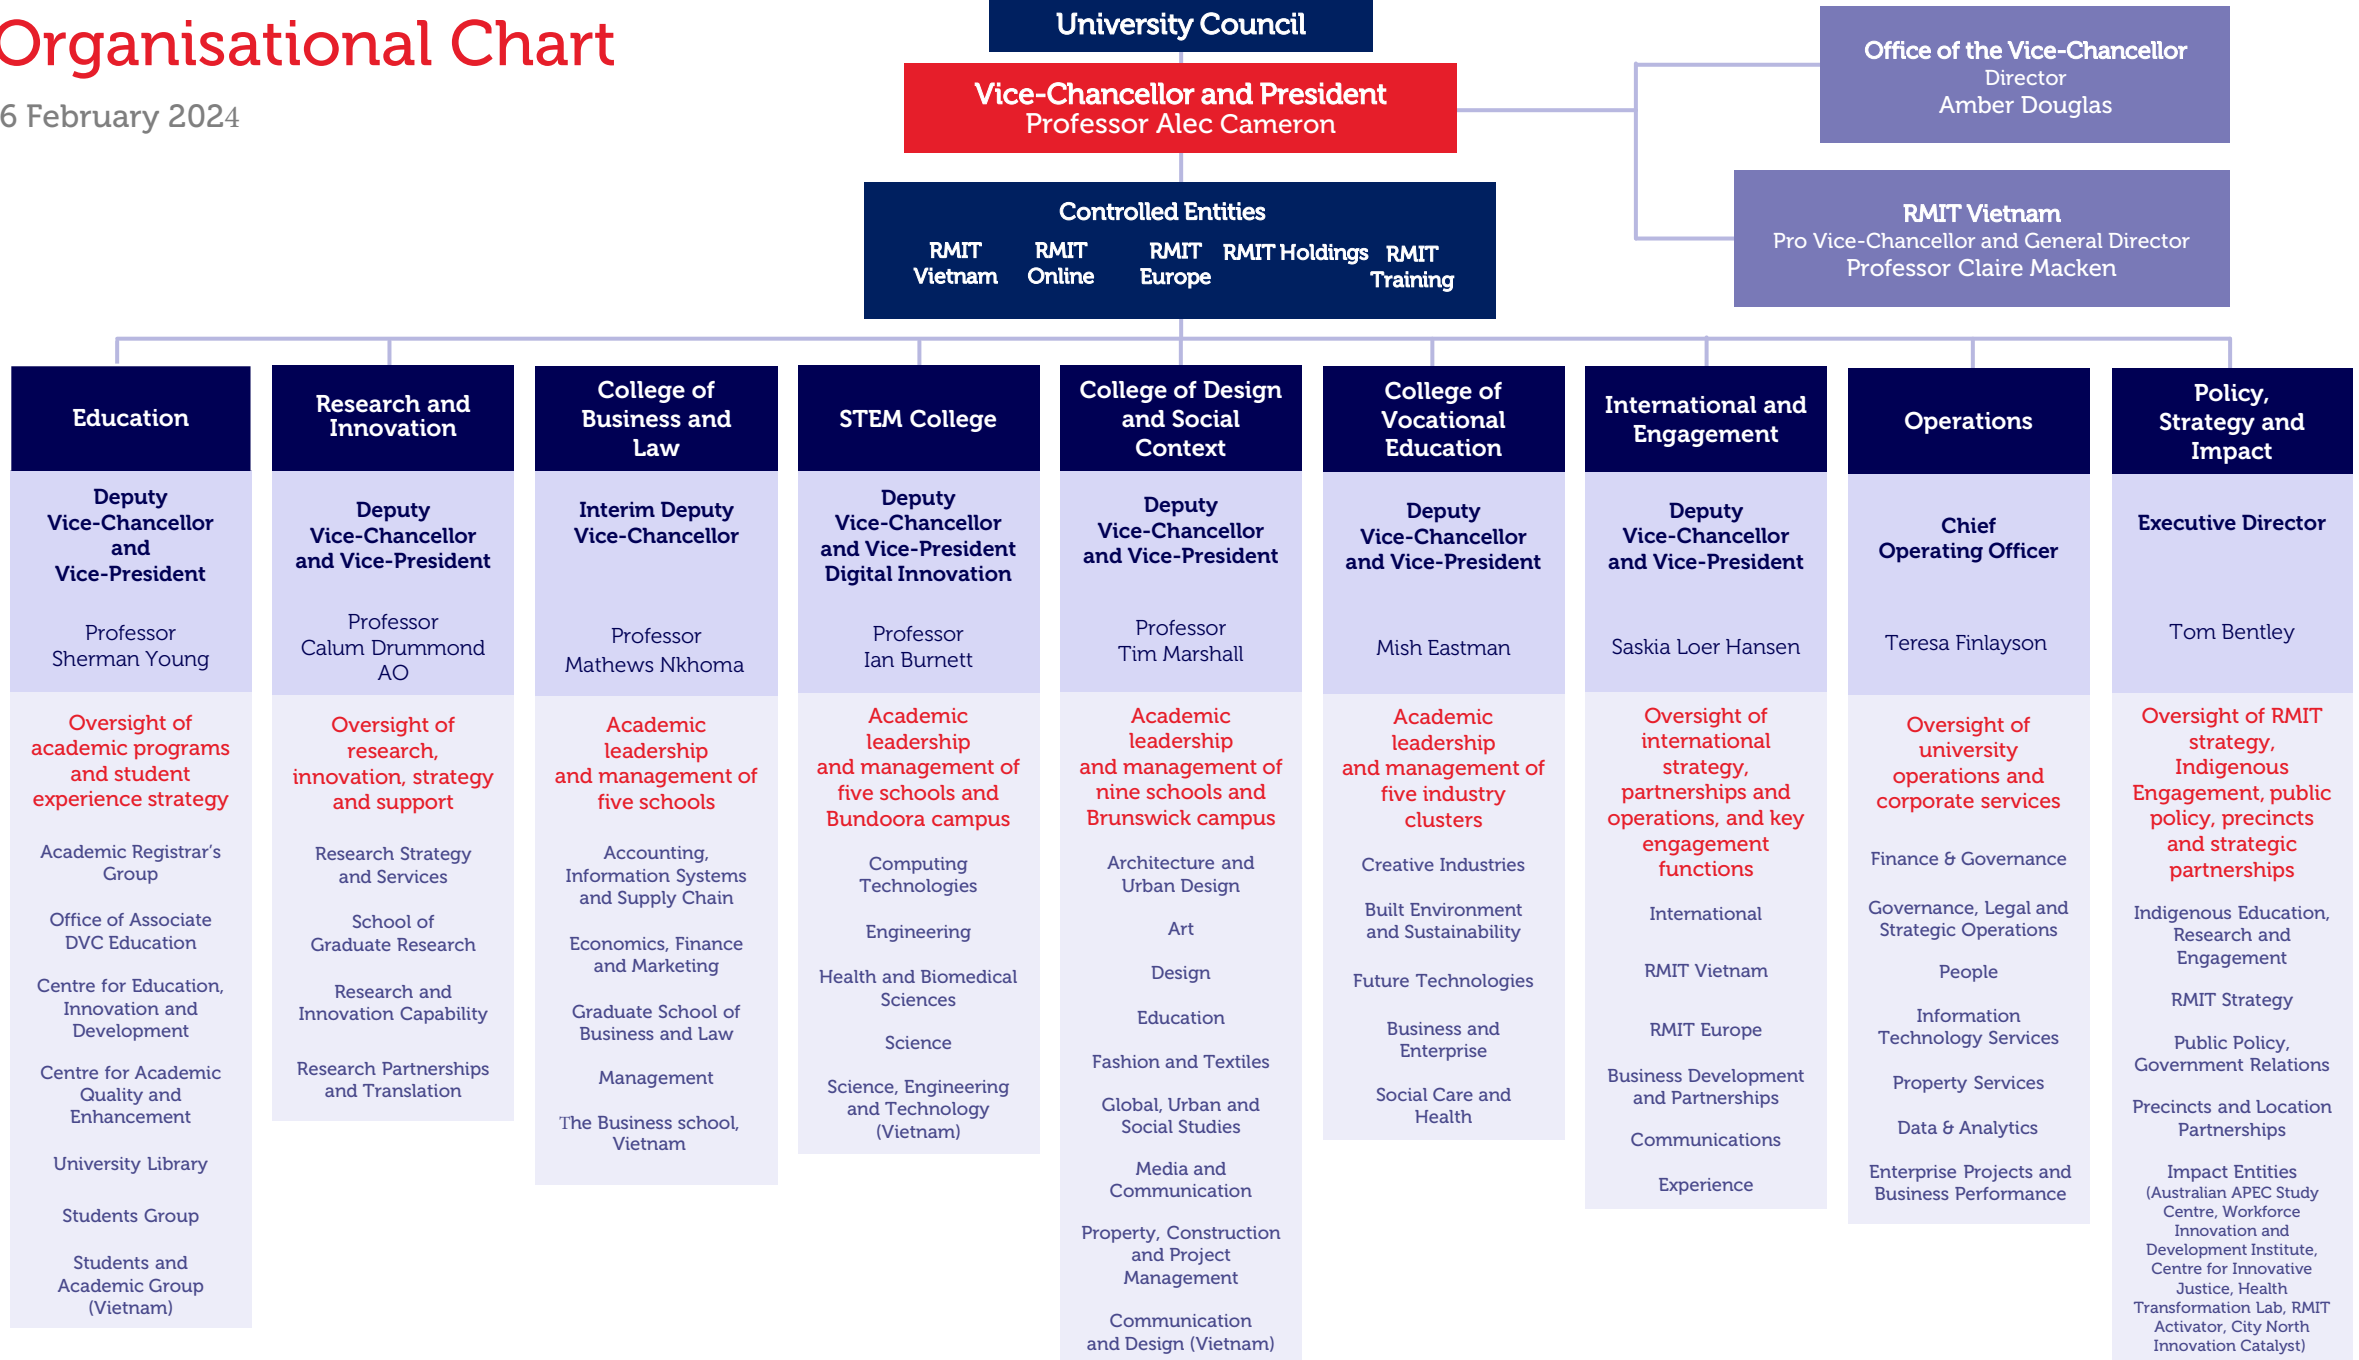 Organisational Chart
6 February 2024
University Council
Vice-Chancellor and President
Professor Alec Cameron
Office of the Vice-Chancellor
Director
Amber Douglas
RMIT Vietnam
Pro Vice-Chancellor and General Director
Professor Claire Macken
Controlled Entities
RMIT
Vietnam
RMIT
Online
RMIT
Europe
RMIT Holdings
RMIT
Training
Education
Deputy
Vice-Chancellor
and
Vice-President
Professor
Sherman Young
Oversight of
academic programs
and student
experience strategy
Academic Registrar’s
Group
Office of Associate
DVC Education
Centre for Education,
Innovation and
Development
Centre for Academic
Quality and
Enhancement
University Library
Students Group
Students and
Academic Group
(Vietnam)
Research and
Innovation
Deputy
Vice-Chancellor
and Vice-President
Professor
Calum Drummond
AO
Oversight of
research,
innovation, strategy
and support
Research Strategy
and Services
School of
Graduate Research
Research and
Innovation Capability
Research Partnerships
and Translation
College of
Business and
Law
Interim Deputy
Vice-Chancellor
Professor
Mathews Nkhoma
Academic
leadership
and management of
five schools
Accounting,
Information Systems
and Supply Chain
Economics, Finance
and Marketing
Graduate School of
Business and Law
Management
The Business school,
Vietnam
STEM College
Deputy
Vice-Chancellor
and Vice-President
Digital Innovation
Professor
Ian Burnett
Academic
leadership
and management of
five schools and
Bundoora campus
Computing
Technologies
Engineering
Health and Biomedical
Sciences
Science
Science, Engineering
and Technology
(Vietnam)
College of Design
and Social
Context
Deputy
Vice-Chancellor
and Vice-President
Professor
Tim Marshall
Academic
leadership
and management of
nine schools and
Brunswick campus
Architecture and
Urban Design
Art
Design
Education
Fashion and Textiles
Global, Urban and
Social Studies
Media and
Communication
Property, Construction
and Project
Management
Communication
and Design (Vietnam)
College of
Vocational
Education
Deputy
Vice-Chancellor
and Vice-President
Mish Eastman
Academic
leadership
and management of
five industry
clusters
Creative Industries
Built Environment
and Sustainability
Future Technologies
Business and
Enterprise
Social Care and
Health
International and
Engagement
Deputy
Vice-Chancellor
and Vice-President
Saskia Loer Hansen
Oversight of
international
strategy,
partnerships and
operations, and key
engagement
functions
International
RMIT Vietnam
RMIT Europe
Business Development
and Partnerships
Communications
Experience
Operations
Chief
Operating Officer
Teresa Finlayson
Oversight of
university
operations and
corporate services
Finance & Governance
Governance, Legal and
Strategic Operations
People
Information
Technology Services
Property Services
Data & Analytics
Enterprise Projects and
Business Performance
Policy,
Strategy and
Impact
Executive Director
Tom Bentley
Oversight of RMIT
strategy,
Indigenous
Engagement, public
policy, precincts
and strategic
partnerships
Indigenous Education,
Research and
Engagement
RMIT Strategy
Public Policy,
Government Relations
Precincts and Location
Partnerships
Impact Entities
(Australian APEC Study
Centre, Workforce
Innovation and
Development Institute,
Centre for Innovative
Justice, Health
Transformation Lab, RMIT
Activator, City North
Innovation Catalyst)